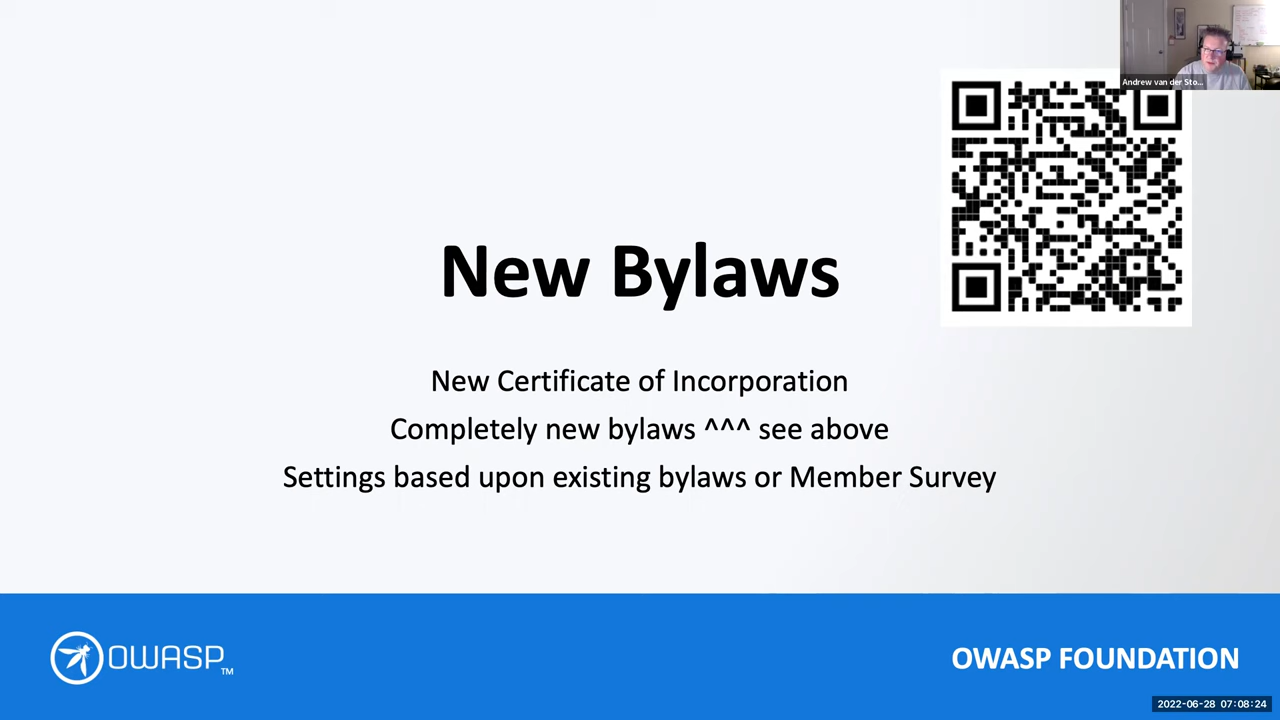 Andrew van der Sto...
New Bylaws
New Certificate of Incorporation
Completely new bylaws ^^^ see above
Settings based upon existing bylaws or Member Survey
OWASP TM
OWASP FOUNDATION
2022-06-28 07:08:24